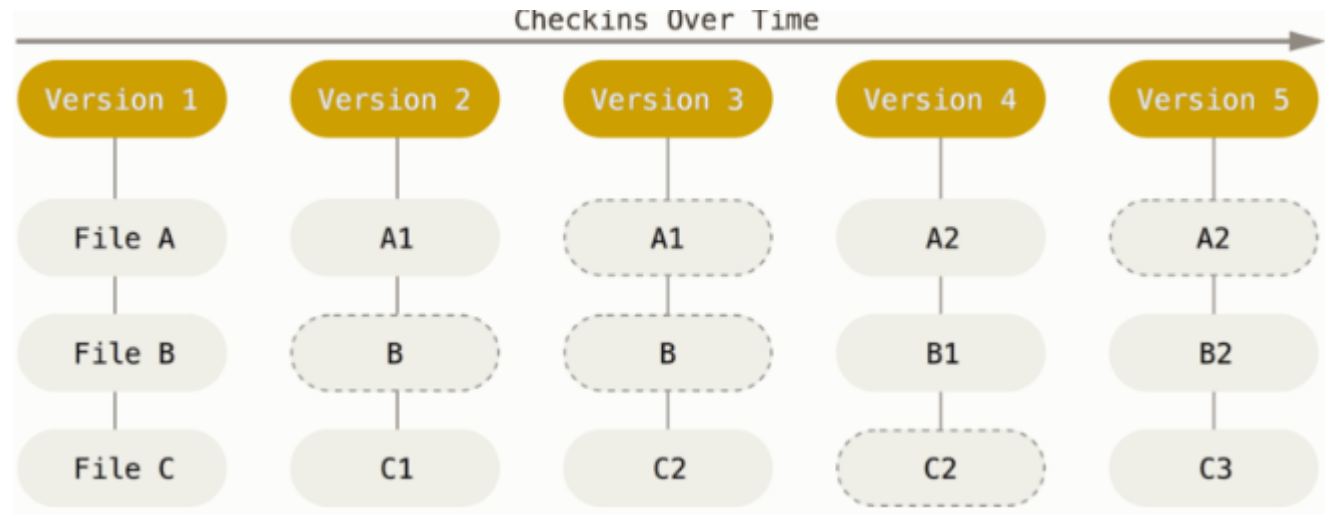 Checkins Over Time
Version 1 Version 2 Version 3 Version 4 Version 5
File A A1 A1 A2 A2
File B B B B1 B2
File C C1 C2 C2 C3